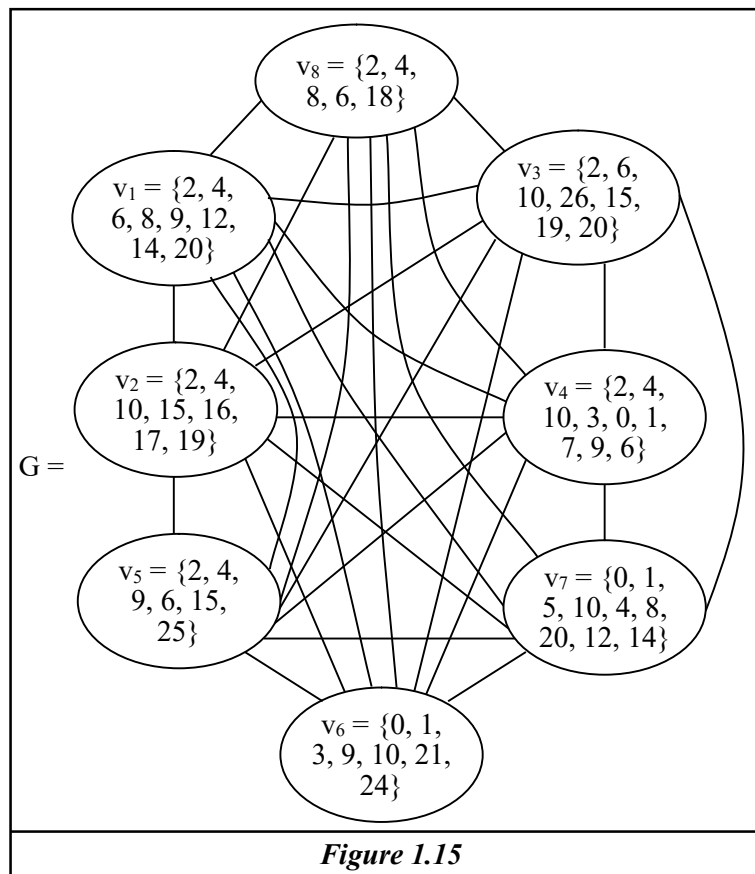 v₈ = {2, 4,
8, 6, 18}
v₁ = {2, 4,
6, 8, 9, 12,
14, 20}
v₃ = {2, 6,
10, 26, 15,
19, 20}
v₂ = {2, 4,
10, 15, 16,
17, 19}
v₄ = {2, 4,
10, 3, 0, 1,
7, 9, 6}
G =
v₅ = {2, 4,
9, 6, 15,
25}
v₇ = {0, 1,
5, 10, 4, 8,
20, 12, 14}
v₆ = {0, 1,
3, 9, 10, 21,
24}
Figure 1.15